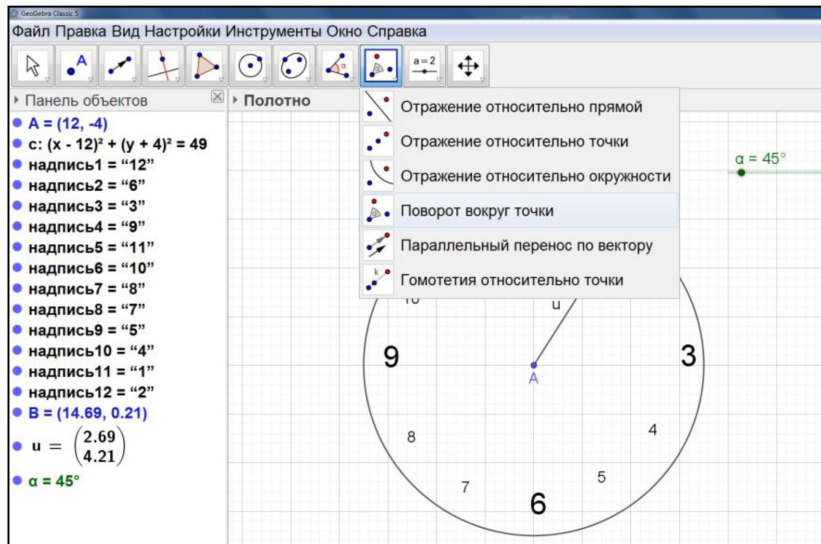 GeoGebra Classic 5
Файл Правка Вид Настройки Инструменты Окно Справка
A
α
a=2
Панель объектов
Полотно
A = (12, -4)
c: (x - 12)² + (y + 4)² = 49
надпись1 = “12”
надпись2 = “6”
надпись3 = “3”
надпись4 = “9”
надпись5 = “11”
надпись6 = “10”
надпись7 = “8”
надпись8 = “7”
надпись9 = “5”
надпись10 = “4”
надпись11 = “1”
надпись12 = “2”
B = (14.69, 0.21)
u = (2.69
4.21)
α = 45°
Отражение относительно прямой
Отражение относительно точки
Отражение относительно окружности
Поворот вокруг точки
Параллельный перенос по вектору
k
Гомотетия относительно точки
α = 45°
10
u
9
3
A
8
4
7
5
6